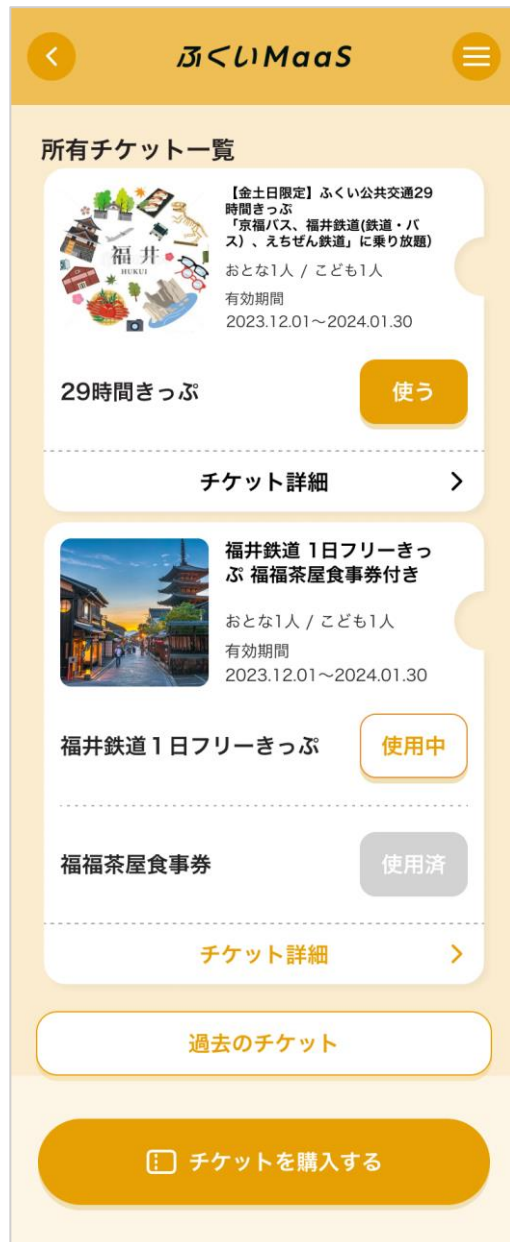 ふくいMaaS
所有チケット一覧
【金土日限定】ふくい公共交通29
時間きっぷ
「京福バス、福井鉄道(鉄道・バ
ス）、えちぜん鉄道」に乗り放題)
福井
HUKUI
おとな1人 / こども1人
有効期間
2023.12.01～2024.01.30
29時間きっぷ
使う
チケット詳細
福井鉄道 1日フリーきっ
ぷ 福福茶屋食事券付き
おとな1人 / こども1人
有効期間
2023.12.01～2024.01.30
福井鉄道１日フリーきっぷ
使用中
福福茶屋食事券
使用済
チケット詳細
過去のチケット
チケットを購入する